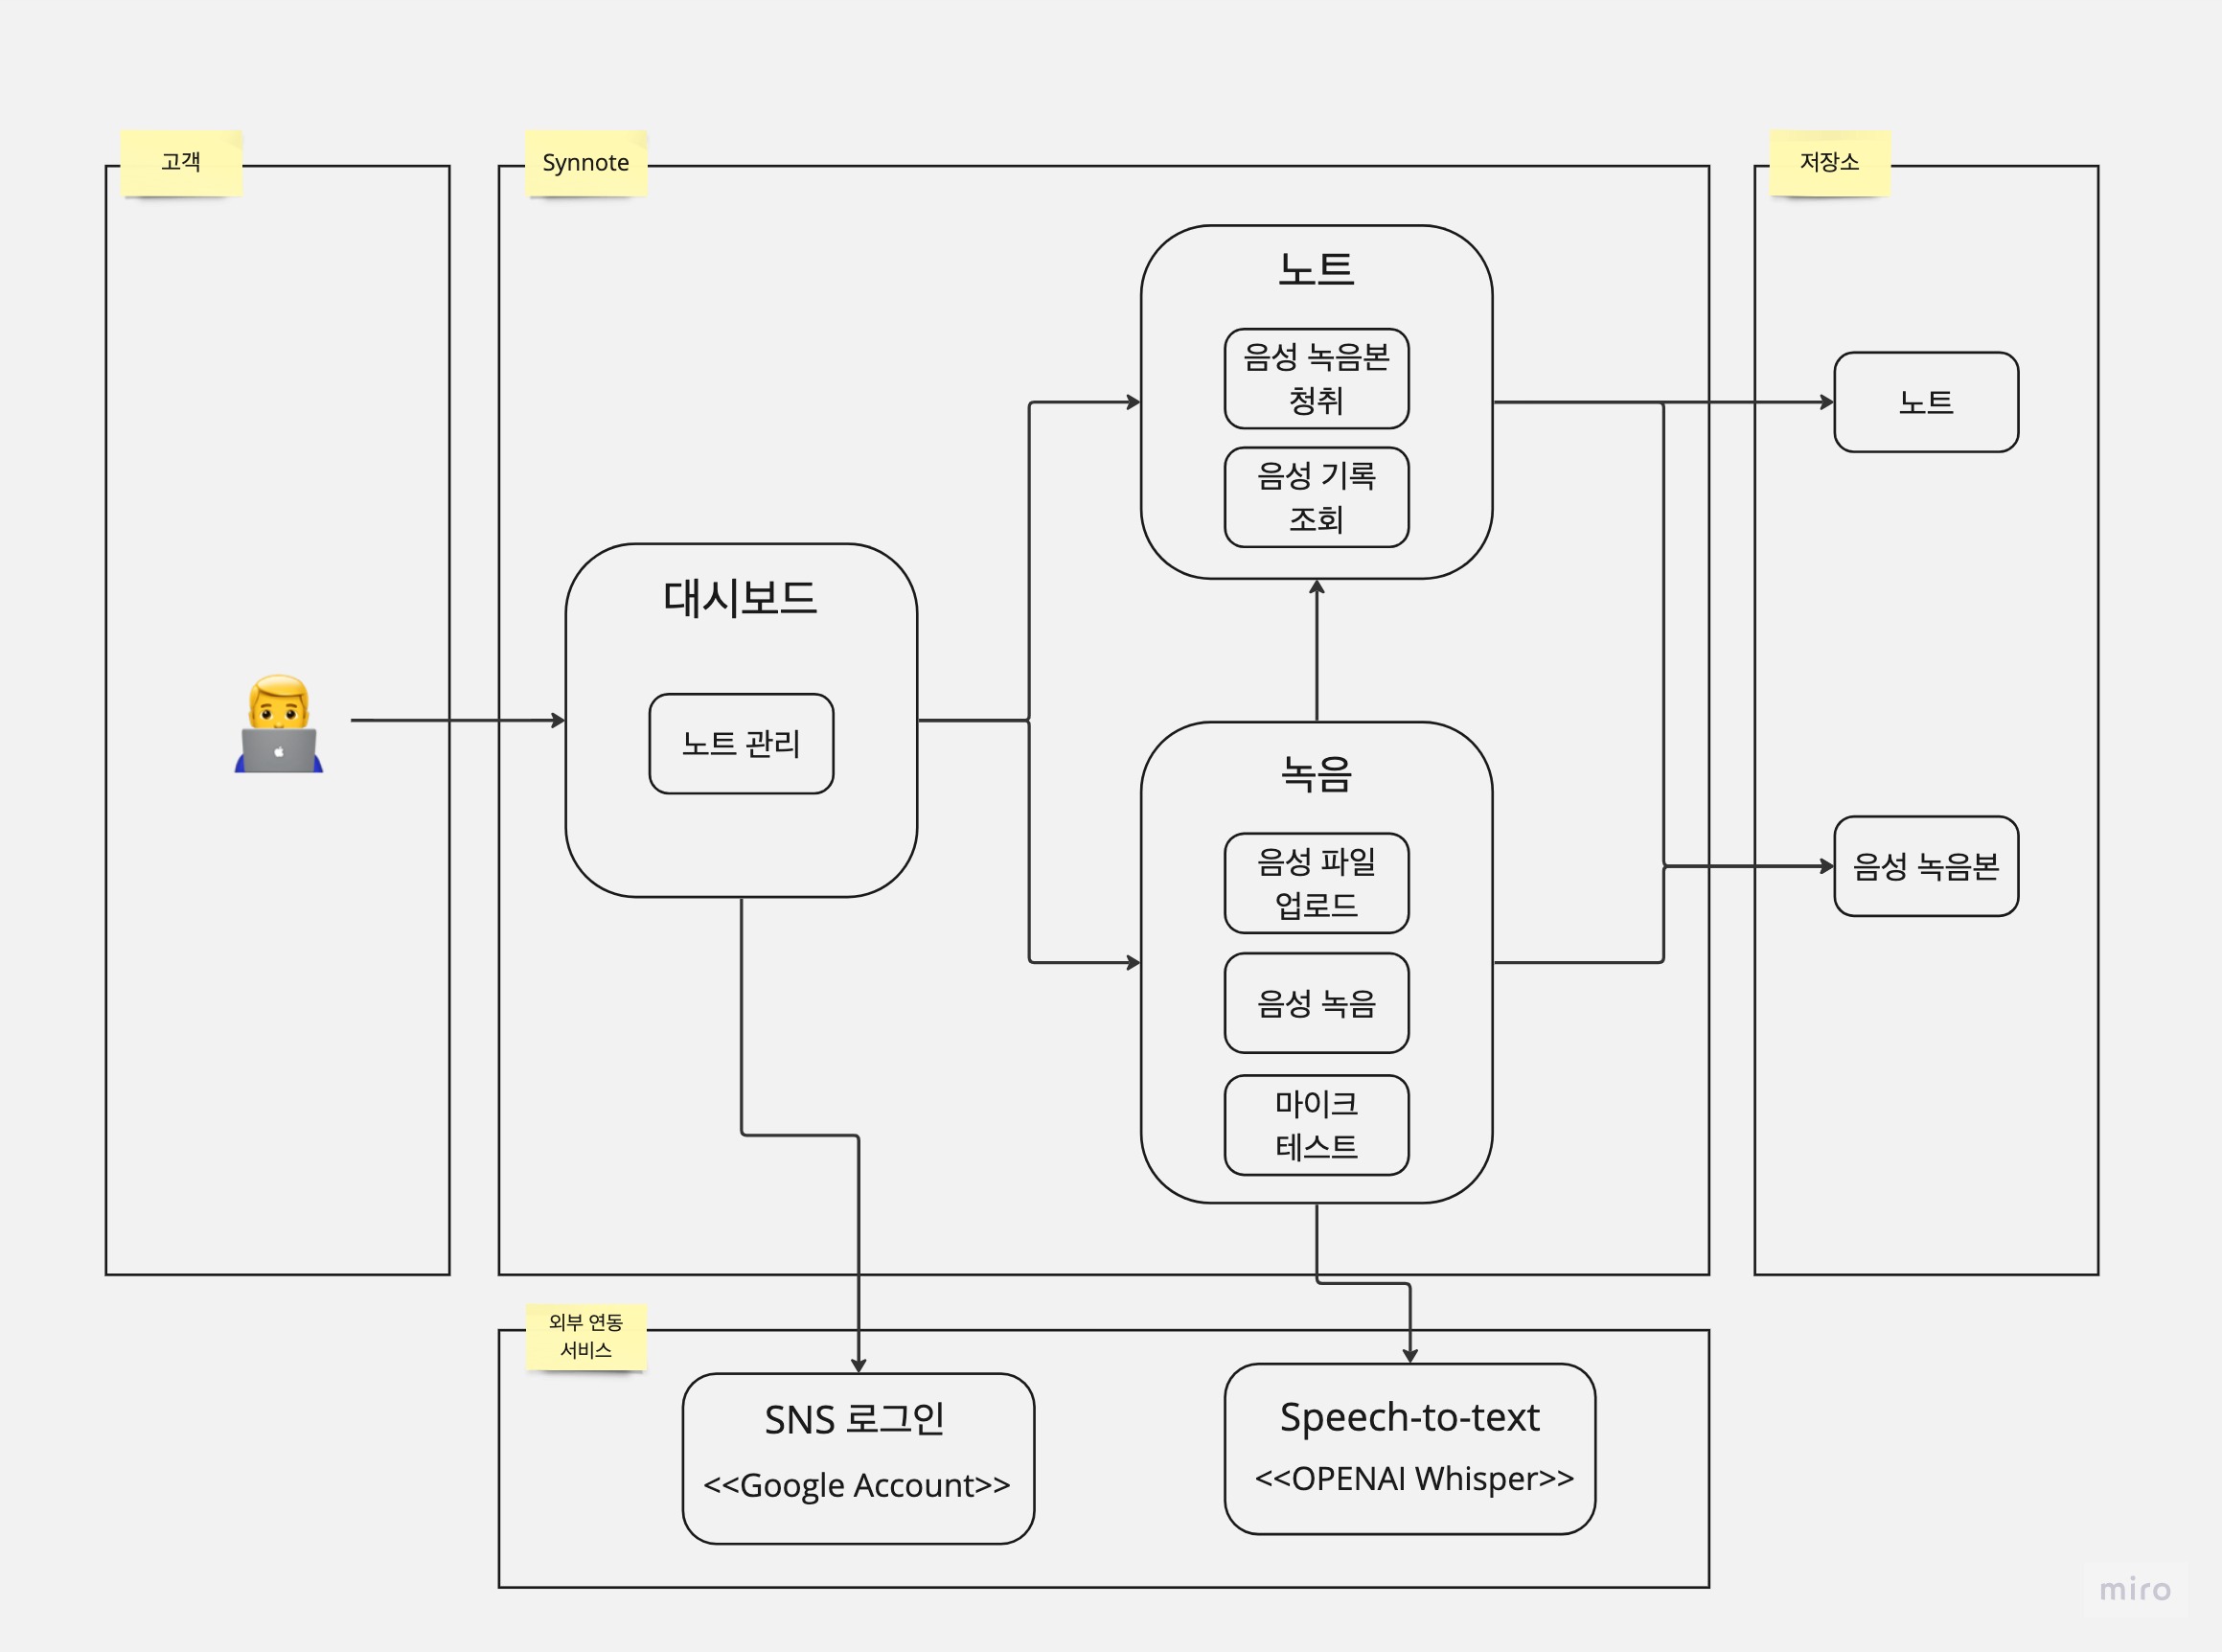 고객
Synnote
저장소
노트
음성 녹음본
청취
음성 기록
조회
노트
대시보드
노트 관리
녹음
음성 파일
업로드
음성 녹음
마이크
테스트
음성 녹음본
외부 연동
서비스
SNS 로그인
<<Google Account>>
Speech-to-text
<<OPENAI Whisper>>
miro